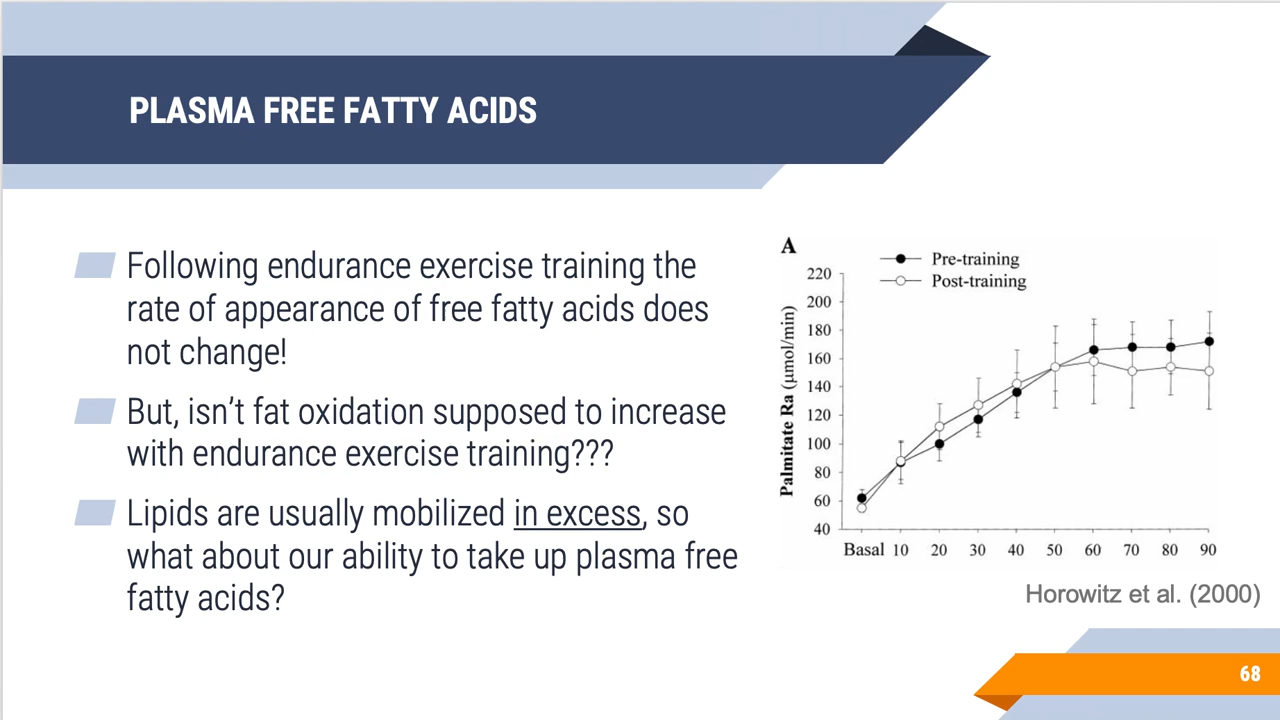 PLASMA FREE FATTY ACIDS
Following endurance exercise training the
rate of appearance of free fatty acids does
not change!
But, isn’t fat oxidation supposed to increase
with endurance exercise training???
Lipids are usually mobilized in excess, so
what about our ability to take up plasma free
fatty acids?
A
Pre-training
Post-training
Palmitate Ra (μmol/min)
220
200
180
160
140
120
100
80
60
40
Basal 10 20 30 40 50 60 70 80 90
Horowitz et al. (2000)
68